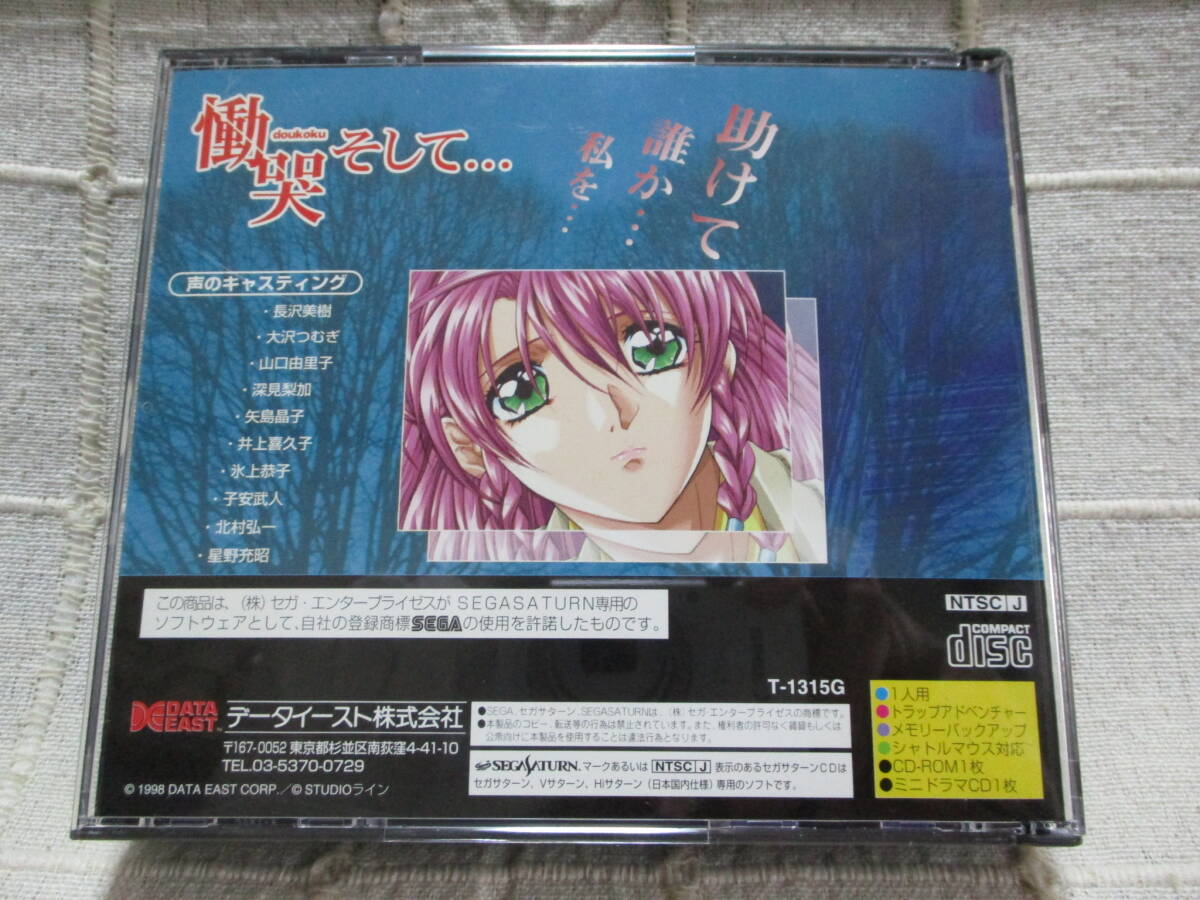 慟哭
doukoku
そして…
助けて
誰か…
私を…
声のキャスティング
・長沢美樹
・大沢つむぎ
・山口由里子
・深見梨加
・矢島晶子
・井上喜久子
・氷上恭子
・子安武人
・北村弘一
・星野充昭
この商品は、(株)セガ・エンタープライゼスが SEGASATURN専用の
ソフトウェアとして、自社の登録商標SEGAの使用を許諾したものです。
NTSC J
COMPACT
disc
T-1315G
DATA
EAST
データイースト株式会社
〒167-0052 東京都杉並区南荻窪4-41-10
TEL.03-5370-0729
© 1998 DATA EAST CORP./© STUDIOライン
●SEGA、セガサターン、SEGASATURNは、(株)セガ・エンタープライゼスの商標です。
●本製品のコピー、転送等の行為は禁止されています。また、権利者の許可なく賃貸もしくは
公衆向けに本製品を使用することは違法行為となります。
SEGASATURN. マークあるいは NTSC J 表示のあるセガサターンCDは
セガサターン、Vサターン、Hiサターン(日本国内仕様)専用のソフトです。
●1人用
●トラップアドベンチャー
●メモリーバックアップ
●シャトルマウス対応
●CD-ROM1枚
●ミニドラマCD1枚